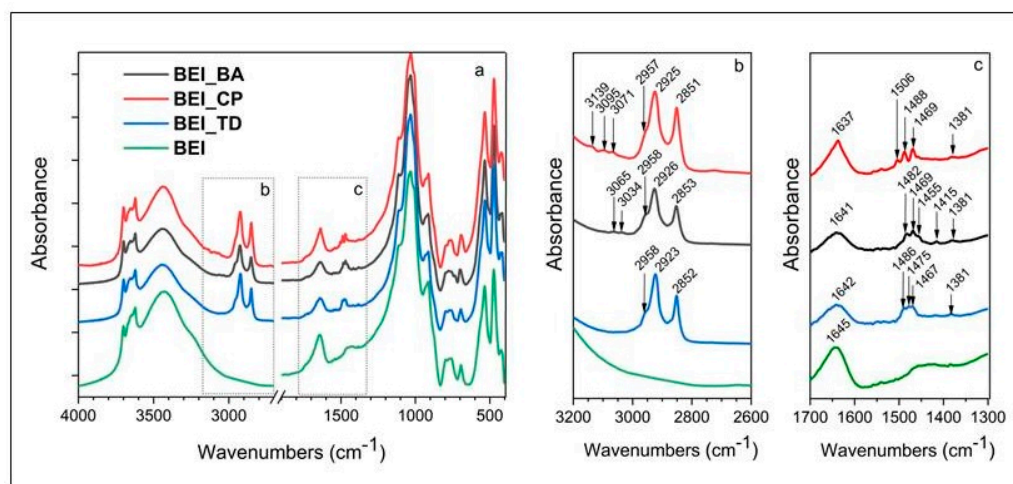 a
BEI_BA
BEI_CP
BEI_TD
BEI
b
c
Absorbance
4000 3500 3000 1500 1000 500
Wavenumbers (cm⁻¹)
b
3139
3095
3071
2957
2925
2851
3065
3034
2958
2926
2853
2958
2923
2852
Absorbance
3200 3000 2800 2600
Wavenumbers (cm⁻¹)
c
1637
1506
1488
1469
1381
1641
1482
1469
1455
1415
1381
1642
1486
1475
1467
1381
1645
Absorbance
1700 1600 1500 1400 1300
Wavenumbers (cm⁻¹)